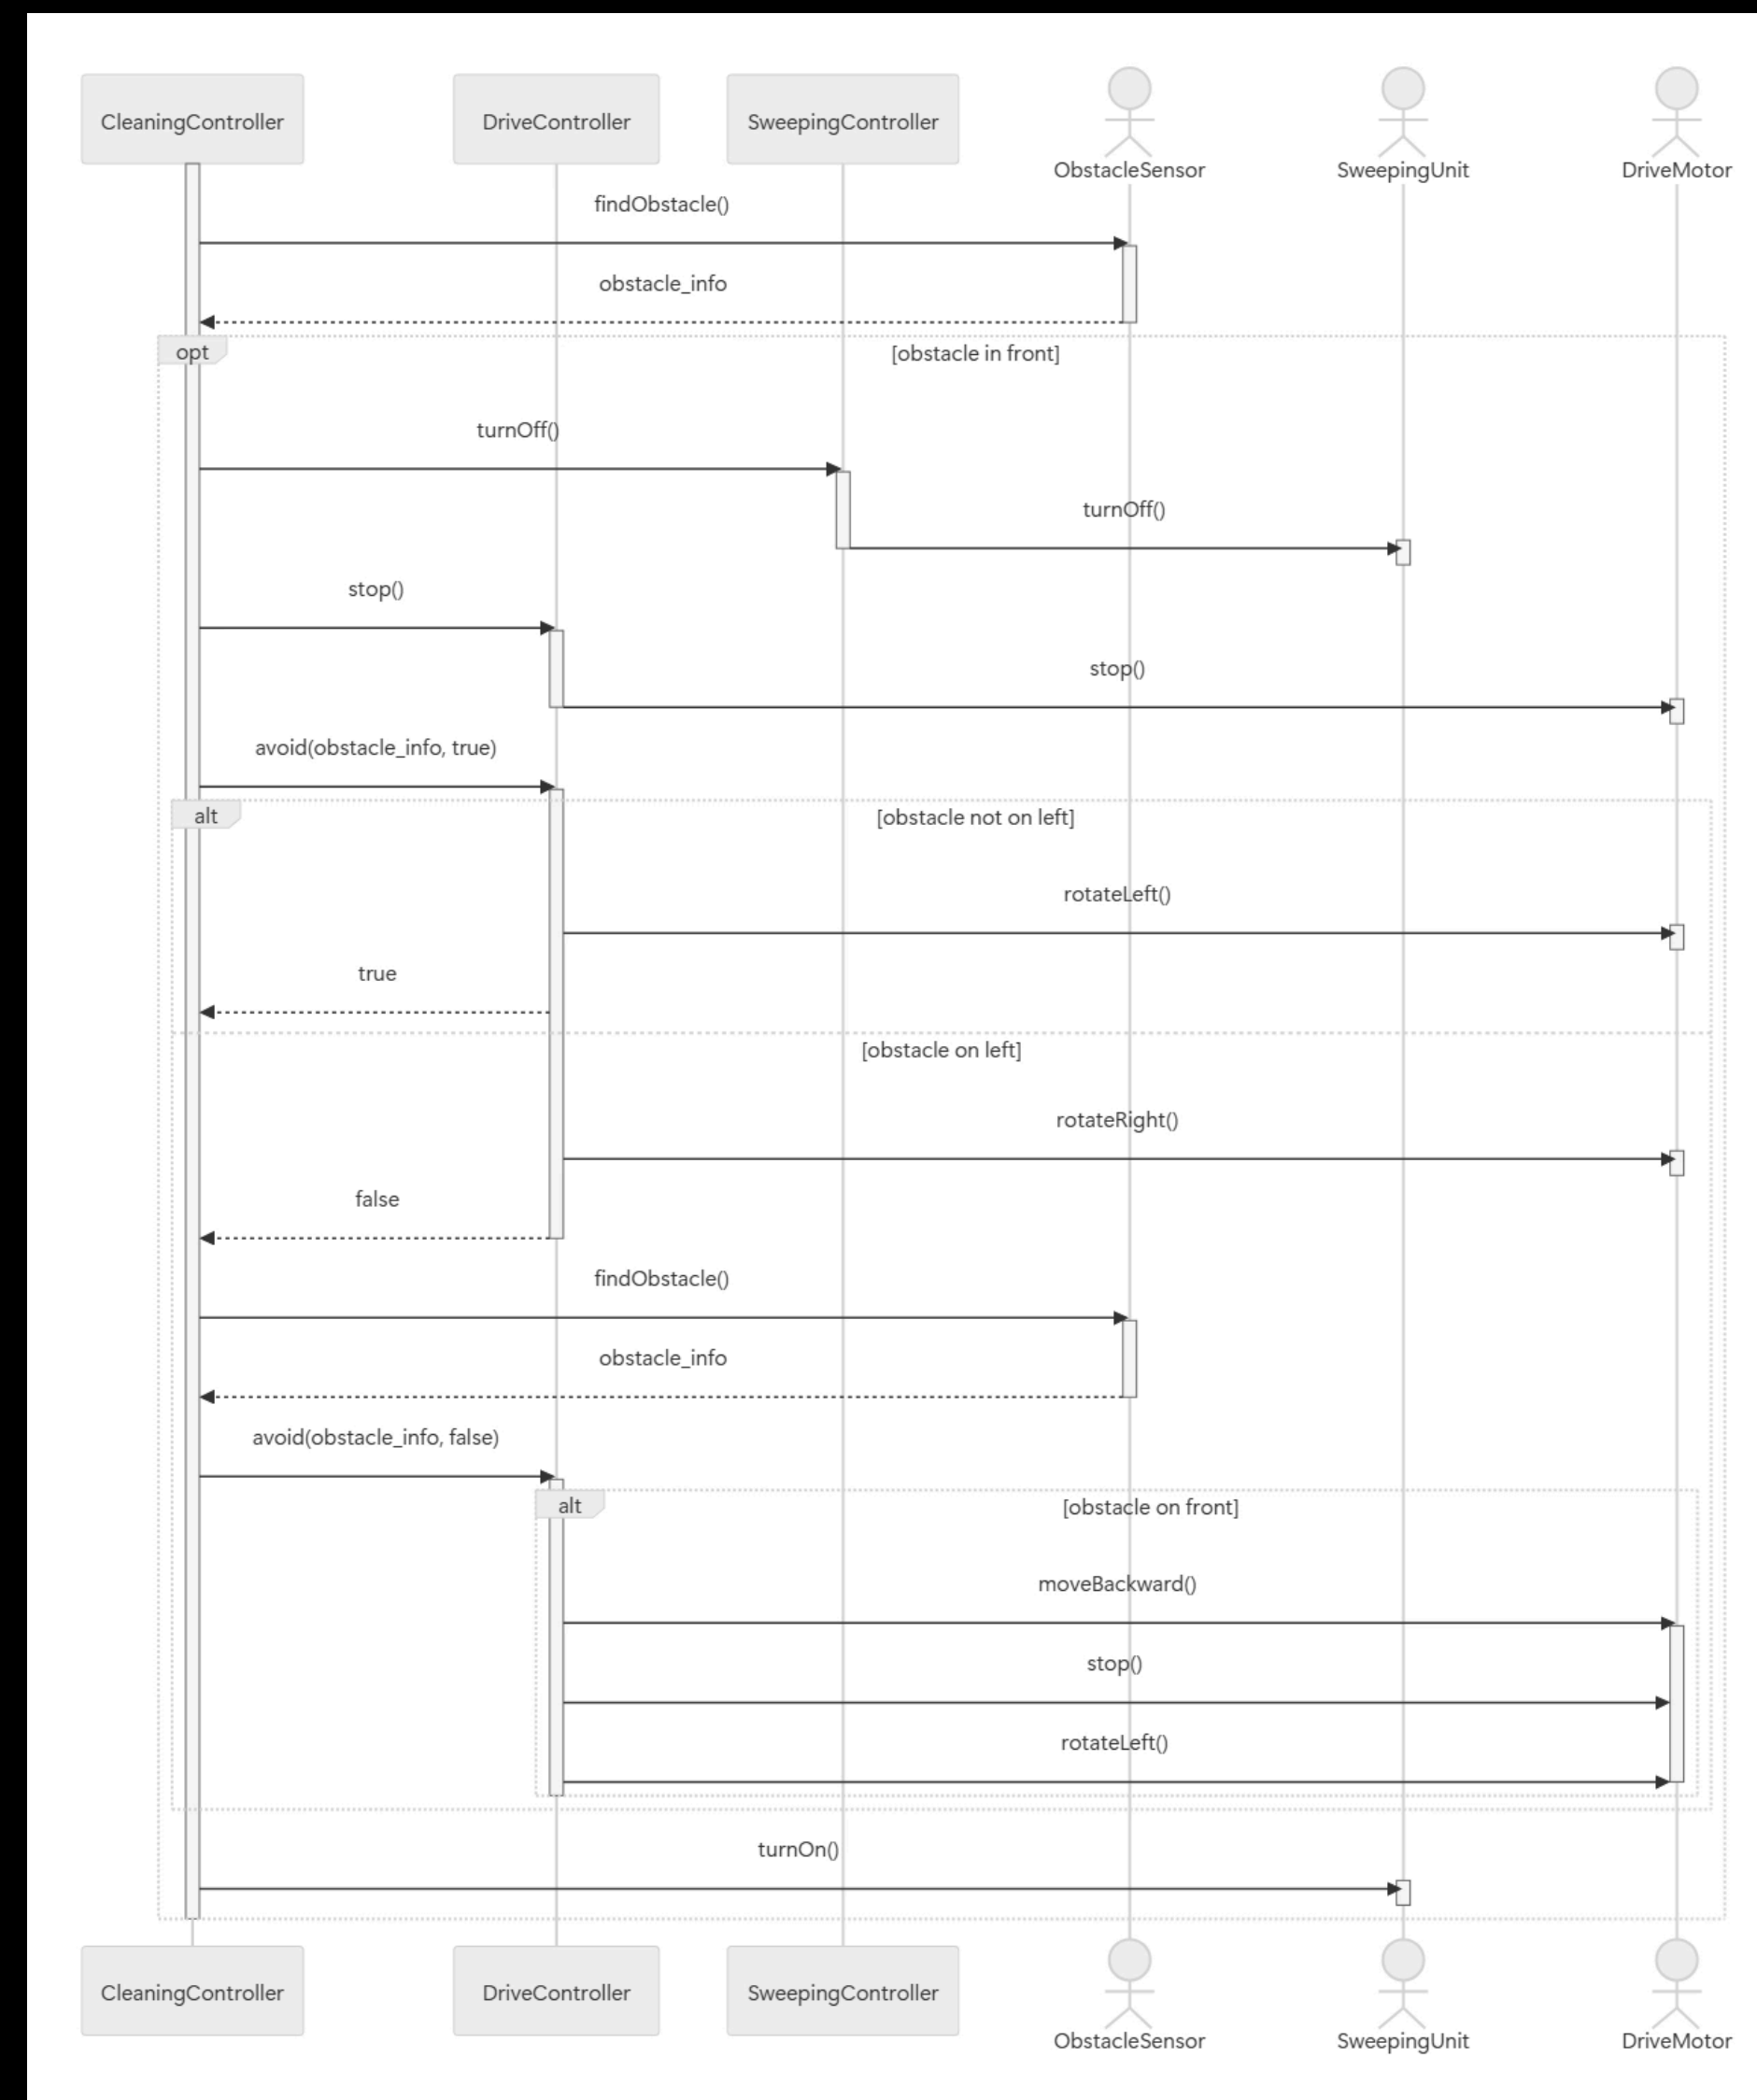 CleaningController
DriveController
SweepingController
ObstacleSensor
SweepingUnit
DriveMotor
findObstacle()
obstacle_info
opt
[obstacle in front]
turnOff()
turnOff()
stop()
stop()
avoid(obstacle_info, true)
alt
[obstacle not on left]
rotateLeft()
true
[obstacle on left]
rotateRight()
false
findObstacle()
obstacle_info
avoid(obstacle_info, false)
alt
[obstacle on front]
moveBackward()
stop()
rotateLeft()
turnOn()
CleaningController
DriveController
SweepingController
ObstacleSensor
SweepingUnit
DriveMotor